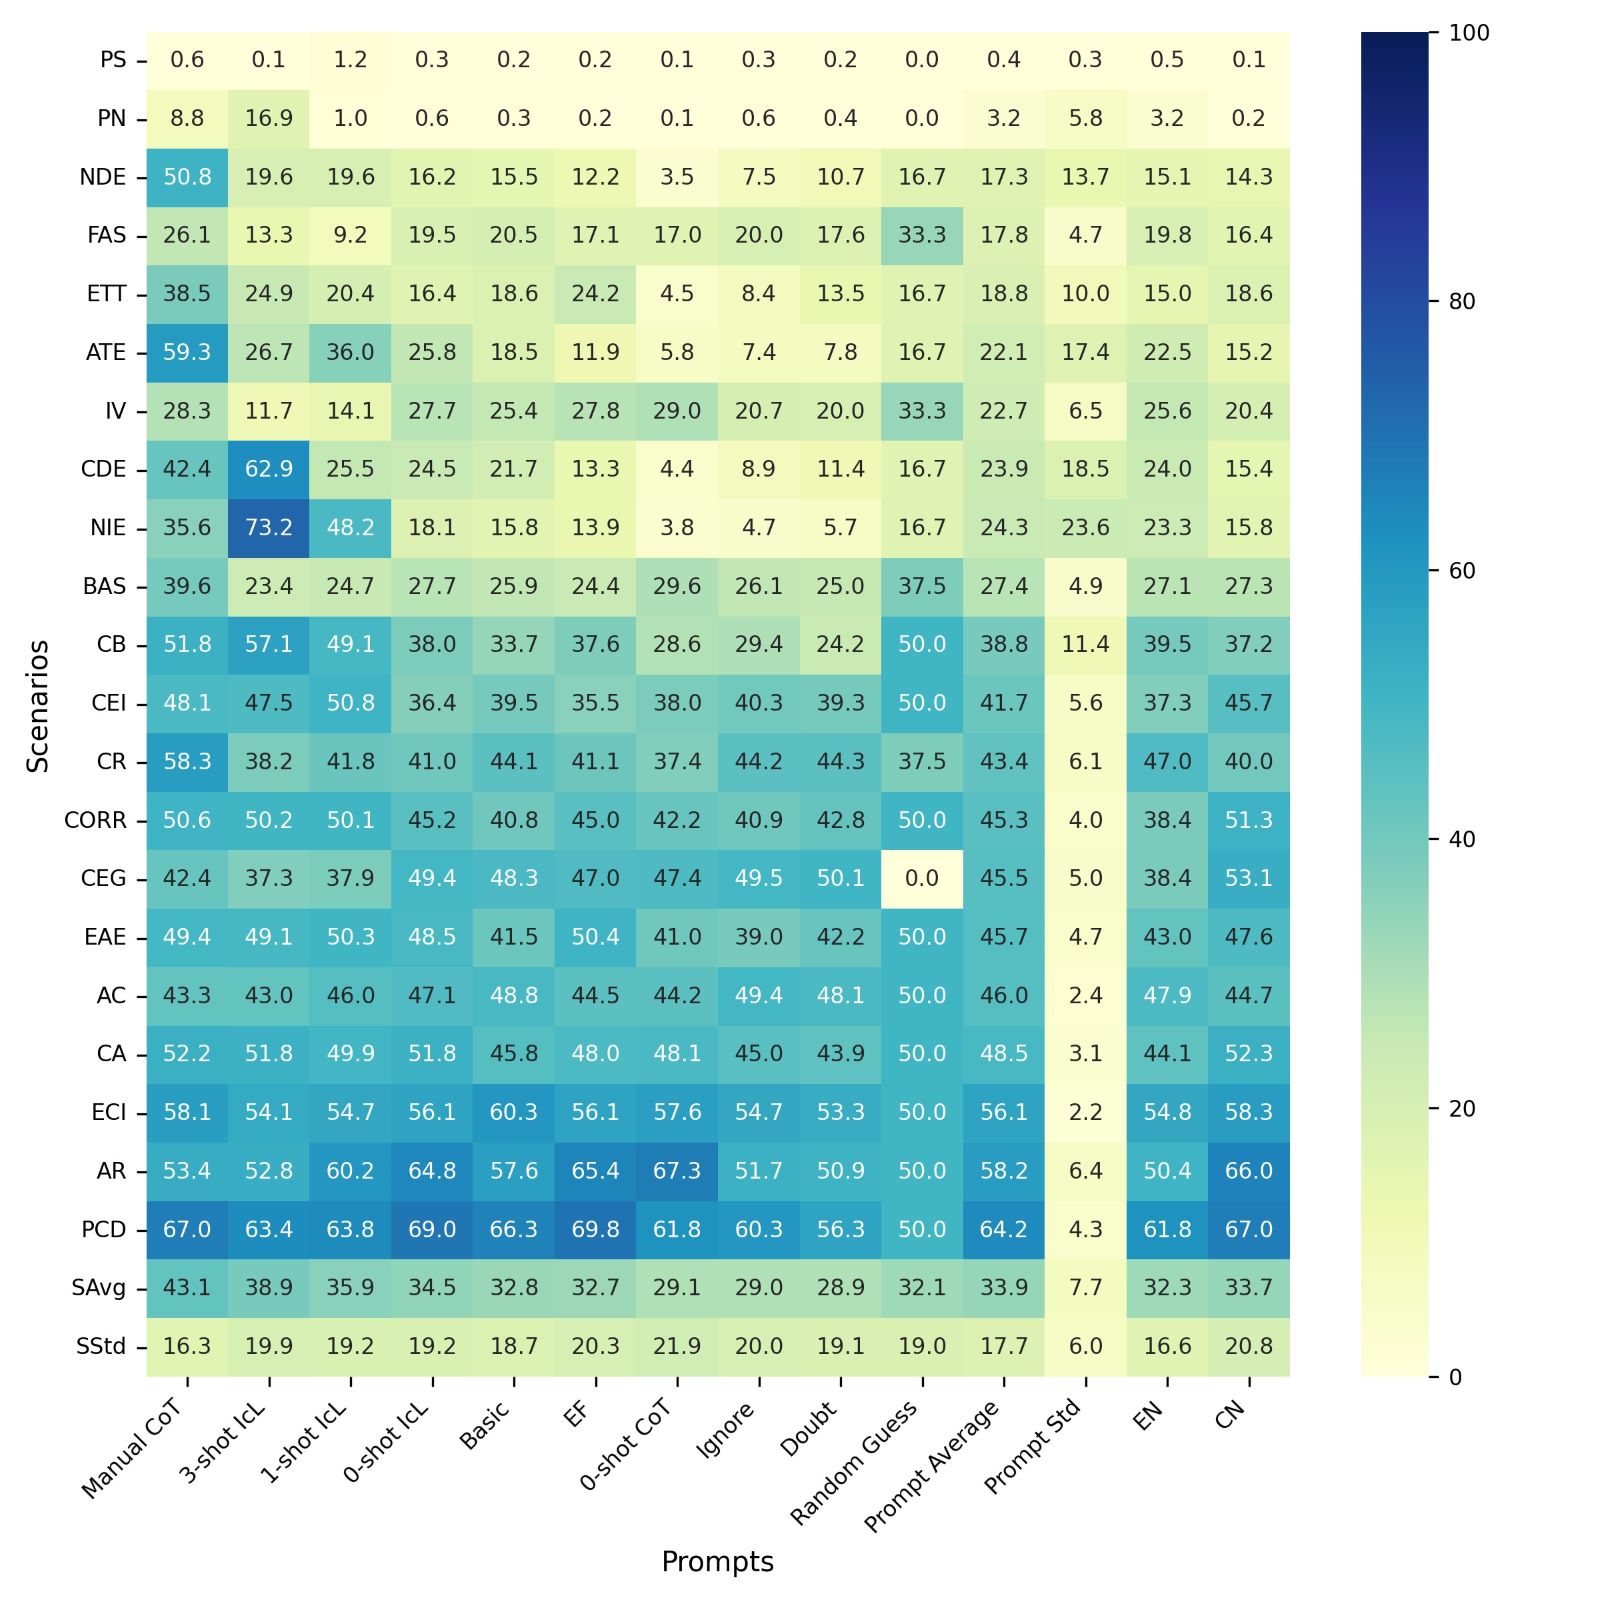 PS 0.6 0.1 1.2 0.3 0.2 0.2 0.1 0.3 0.2 0.0 0.4 0.3 0.5 0.1
PN 8.8 16.9 1.0 0.6 0.3 0.2 0.1 0.6 0.4 0.0 3.2 5.8 3.2 0.2
NDE 50.8 19.6 19.6 16.2 15.5 12.2 3.5 7.5 10.7 16.7 17.3 13.7 15.1 14.3
FAS 26.1 13.3 9.2 19.5 20.5 17.1 17.0 20.0 17.6 33.3 17.8 4.7 19.8 16.4
ETT 38.5 24.9 20.4 16.4 18.6 24.2 4.5 8.4 13.5 16.7 18.8 10.0 15.0 18.6
ATE 59.3 26.7 36.0 25.8 18.5 11.9 5.8 7.4 7.8 16.7 22.1 17.4 22.5 15.2
IV 28.3 11.7 14.1 27.7 25.4 27.8 29.0 20.7 20.0 33.3 22.7 6.5 25.6 20.4
CDE 42.4 62.9 25.5 24.5 21.7 13.3 4.4 8.9 11.4 16.7 23.9 18.5 24.0 15.4
NIE 35.6 73.2 48.2 18.1 15.8 13.9 3.8 4.7 5.7 16.7 24.3 23.6 23.3 15.8
BAS 39.6 23.4 24.7 27.7 25.9 24.4 29.6 26.1 25.0 37.5 27.4 4.9 27.1 27.3
CB 51.8 57.1 49.1 38.0 33.7 37.6 28.6 29.4 24.2 50.0 38.8 11.4 39.5 37.2
CEI 48.1 47.5 50.8 36.4 39.5 35.5 38.0 40.3 39.3 50.0 41.7 5.6 37.3 45.7
CR 58.3 38.2 41.8 41.0 44.1 41.1 37.4 44.2 44.3 37.5 43.4 6.1 47.0 40.0
CORR 50.6 50.2 50.1 45.2 40.8 45.0 42.2 40.9 42.8 50.0 45.3 4.0 38.4 51.3
CEG 42.4 37.3 37.9 49.4 48.3 47.0 47.4 49.5 50.1 0.0 45.5 5.0 38.4 53.1
EAE 49.4 49.1 50.3 48.5 41.5 50.4 41.0 39.0 42.2 50.0 45.7 4.7 43.0 47.6
AC 43.3 43.0 46.0 47.1 48.8 44.5 44.2 49.4 48.1 50.0 46.0 2.4 47.9 44.7
CA 52.2 51.8 49.9 51.8 45.8 48.0 48.1 45.0 43.9 50.0 48.5 3.1 44.1 52.3
ECI 58.1 54.1 54.7 56.1 60.3 56.1 57.6 54.7 53.3 50.0 56.1 2.2 54.8 58.3
AR 53.4 52.8 60.2 64.8 57.6 65.4 67.3 51.7 50.9 50.0 58.2 6.4 50.4 66.0
PCD 67.0 63.4 63.8 69.0 66.3 69.8 61.8 60.3 56.3 50.0 64.2 4.3 61.8 67.0
SAvg 43.1 38.9 35.9 34.5 32.8 32.7 29.1 29.0 28.9 32.1 33.9 7.7 32.3 33.7
SStd 16.3 19.9 19.2 19.2 18.7 20.3 21.9 20.0 19.1 19.0 17.7 6.0 16.6 20.8
Scenarios
Manual CoT
3-shot IcL
1-shot IcL
0-shot IcL
Basic
EF
0-shot CoT
Ignore
Doubt
Random Guess
Prompt Average
Prompt Std
EN
CN
Prompts
100
80
60
40
20
0